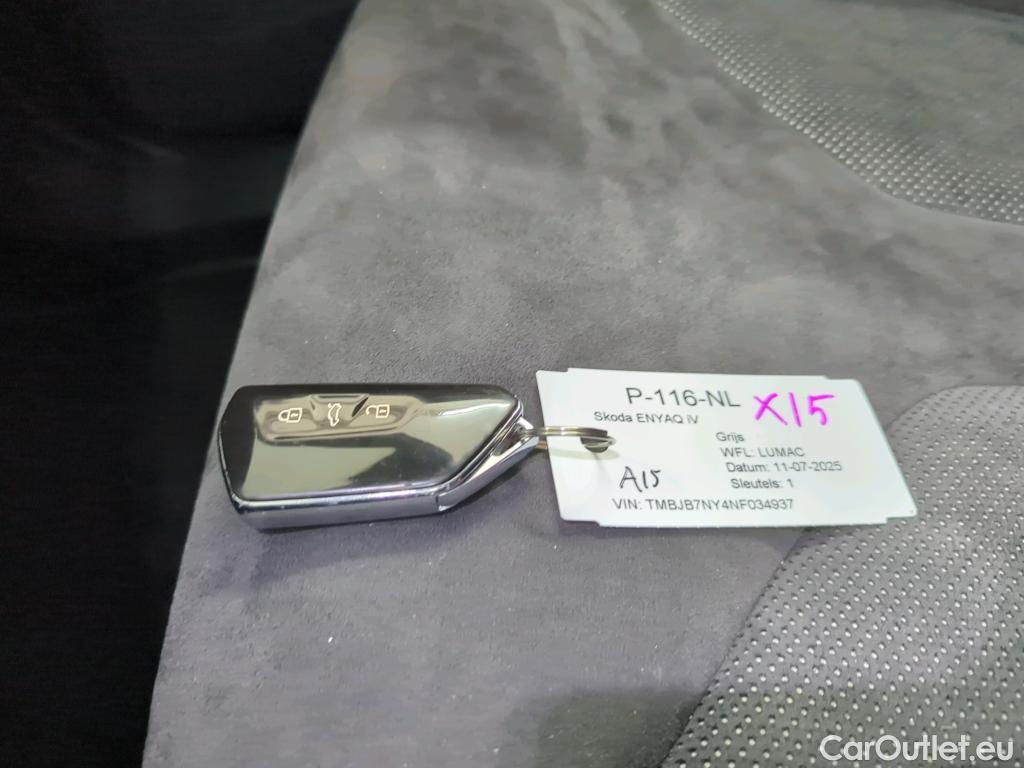 P-116-NL X15
Skoda ENYAQ iV
Grijs
WFL: LUMAC
A15
Datum: 11-07-2025
Sleutels: 1
VIN: TMBJB7NY4NF034937
CarOutlet.eu